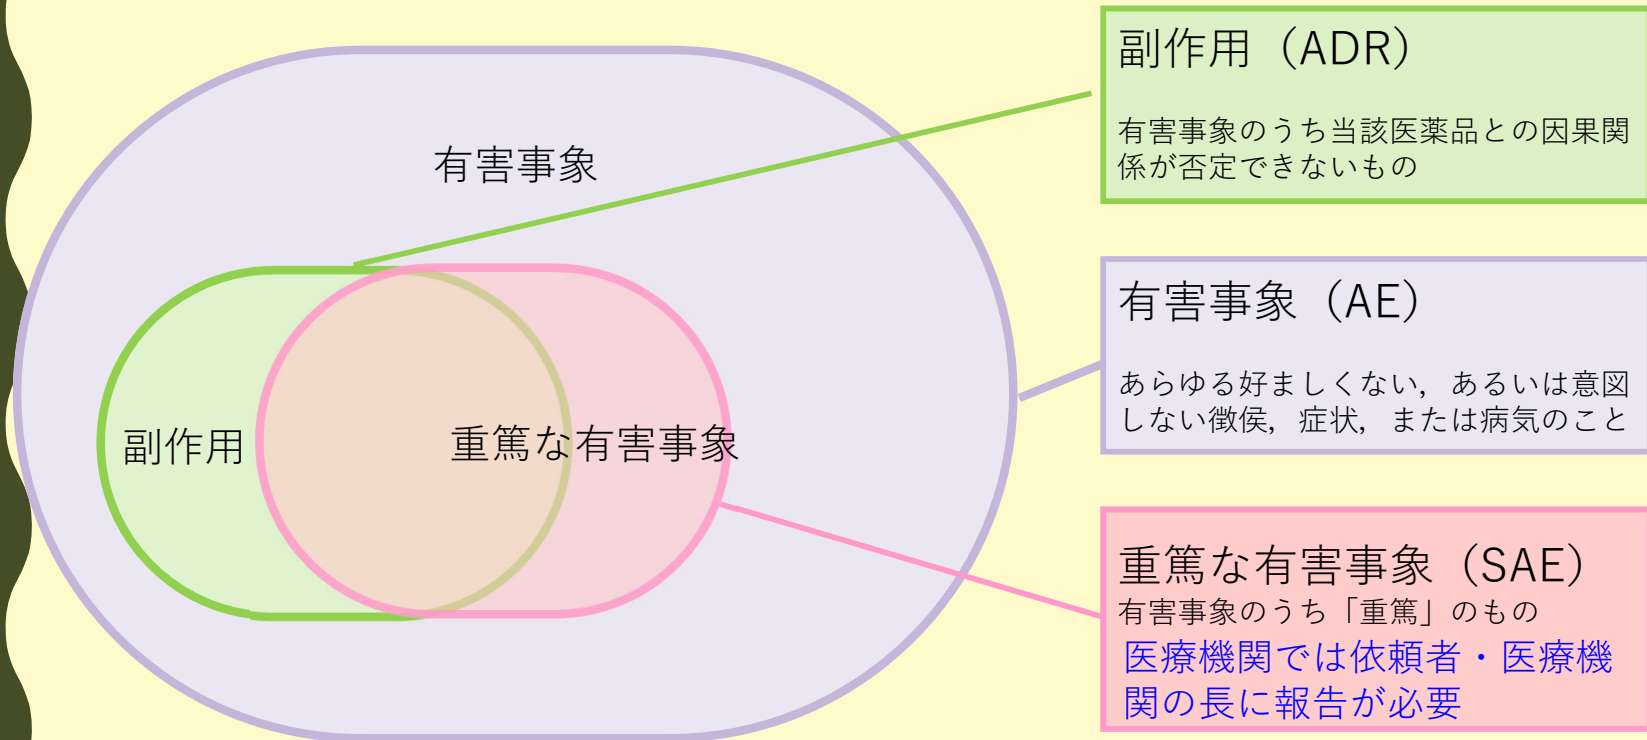 有害事象
副作用
重篤な有害事象
副作用（ADR）
有害事象のうち当該医薬品との因果関
係が否定できないもの
有害事象（AE）
あらゆる好ましくない，あるいは意図
しない徴侯，症状，または病気のこと
重篤な有害事象（SAE）
有害事象のうち「重篤」のもの
医療機関では依頼者・医療機
関の長に報告が必要